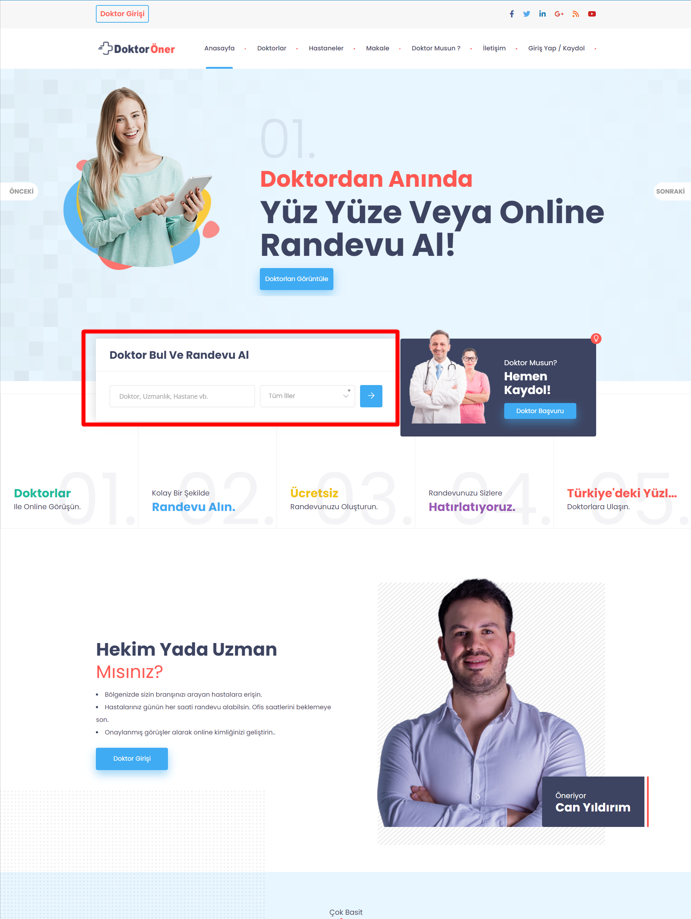 Doktor Girişi
DoktorÖner
Anasayfa
Doktorlar
Hastaneler
Makale
Doktor Musun ?
İletişim
Giriş Yap / Kaydol
ÖNCEKİ
SONRAKİ
01.
Doktordan Anında
Yüz Yüze Veya Online
Randevu Al!
Doktorları Görüntüle
Doktor Bul Ve Randevu Al
Doktor, Uzmanlık, Hastane vb.
Tüm İller
Doktor Musun?
Hemen
Kaydol!
Doktor Başvuru
01.
Doktorlar
Ile Online Görüşün.
02.
Kolay Bir Şekilde
Randevu Alın.
03.
Ücretsiz
Randevunuzu Oluşturun.
04.
Randevunuzu Sizlere
Hatırlatıyoruz.
05.
Türkiye'deki Yüzl...
Doktorlara Ulaşın.
Hekim Yada Uzman
Mısınız?
• Bölgenizde sizin branşınızı arayan hastalara erişin.
• Hastalarınız günün her saati randevu alabilsin. Ofis saatlerini beklemeye
son.
• Onaylanmış görüşler alarak online kimliğinizi geliştirin..
Doktor Girişi
Öneriyor
Can Yıldırım
Çok Basit